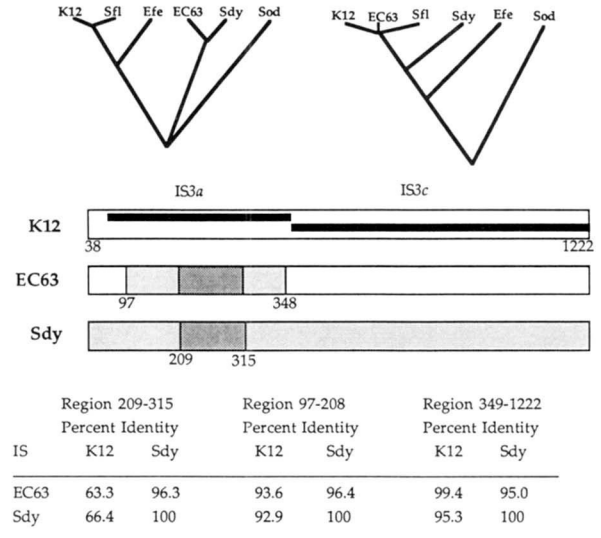 K12 Sfl Efe EC63 Sdy Sod
K12 EC63 Sfl Sdy Efe Sod
IS3a IS3c
K12
38 1222
EC63
97 348
Sdy
209 315
Region 209-315 Region 97-208 Region 349-1222
Percent Identity Percent Identity Percent Identity
IS K12 Sdy K12 Sdy K12 Sdy
EC63 63.3 96.3 93.6 96.4 99.4 95.0
Sdy 66.4 100 92.9 100 95.3 100